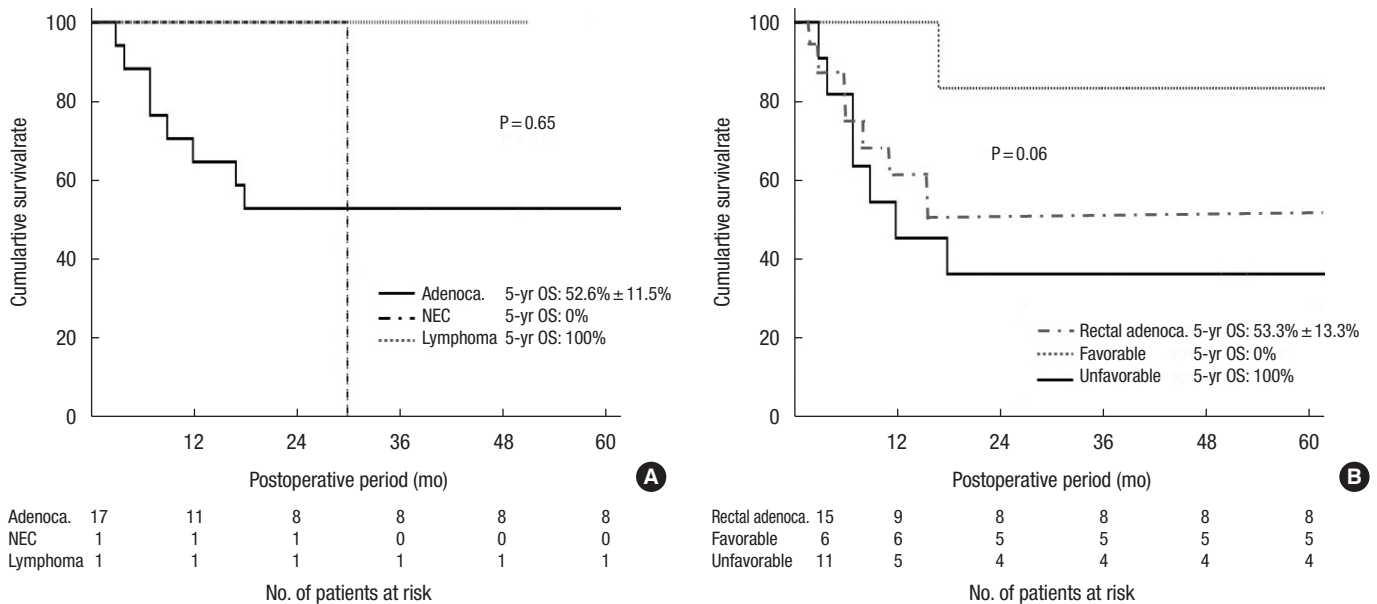 100
80
60
40
20
0
Cumulartive survivalrate
P = 0.65
Adenoca. 5-yr OS: 52.6% ± 11.5%
NEC 5-yr OS: 0%
Lymphoma 5-yr OS: 100%
12 24 36 48 60
Postoperative period (mo)
A
Adenoca. 17 11 8 8 8 8
NEC 1 1 1 0 0 0
Lymphoma 1 1 1 1 1 1
No. of patients at risk
100
80
60
40
20
0
Cumulartive survivalrate
P = 0.06
Rectal adenoca. 5-yr OS: 53.3% ± 13.3%
Favorable 5-yr OS: 0%
Unfavorable 5-yr OS: 100%
12 24 36 48 60
Postoperative period (mo)
B
Rectal adenoca. 15 9 8 8 8 8
Favorable 6 6 5 5 5 5
Unfavorable 11 5 4 4 4 4
No. of patients at risk